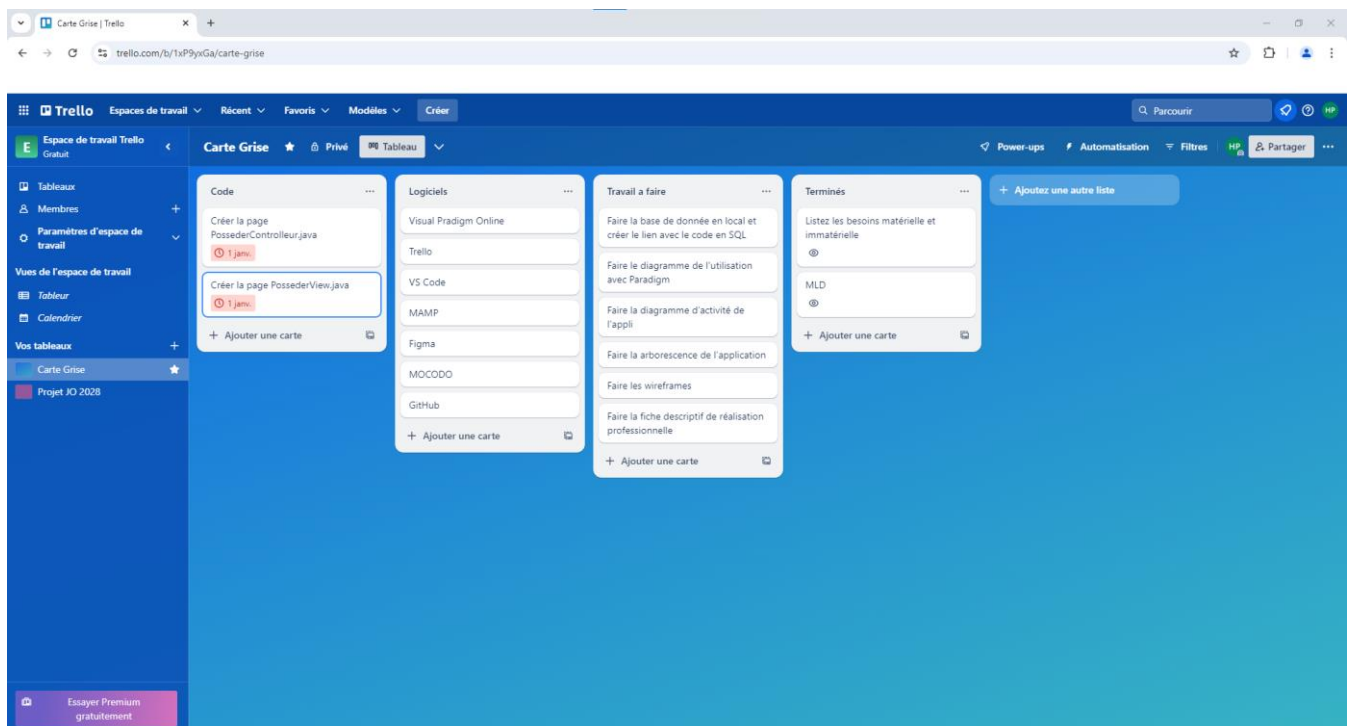 Carte Grise | Trello
trello.com/b/1xP9yxGa/carte-grise
Trello Espaces de travail Récent Favoris Modèles Créer Parcourir HP
E Espace de travail Trello
Gratuit
Carte Grise Privé Tableau Power-ups Automatisation Filtres HP Partager
Tableaux
Membres
Paramètres d'espace de
travail
Vues de l'espace de travail
Tableur
Calendrier
Vos tableaux
Carte Grise
Projet JO 2028
Essayer Premium
gratuitement
Code
Créer la page
PossederControlleur.java
1 janv.
Créer la page PossederView.java
1 janv.
+ Ajouter une carte
Logiciels
Visual Pradigm Online
Trello
VS Code
MAMP
Figma
MOCODO
GitHub
+ Ajouter une carte
Travail a faire
Faire la base de donnée en local et
créer le lien avec le code en SQL
Faire le diagramme de l'utilisation
avec Paradigm
Faire la diagramme d'activité de
l'appli
Faire la arborescence de l'application
Faire les wireframes
Faire la fiche descriptif de réalisation
professionnelle
+ Ajouter une carte
Terminés
Listez les besoins matérielle et
immatérielle
MLD
+ Ajouter une carte
+ Ajoutez une autre liste